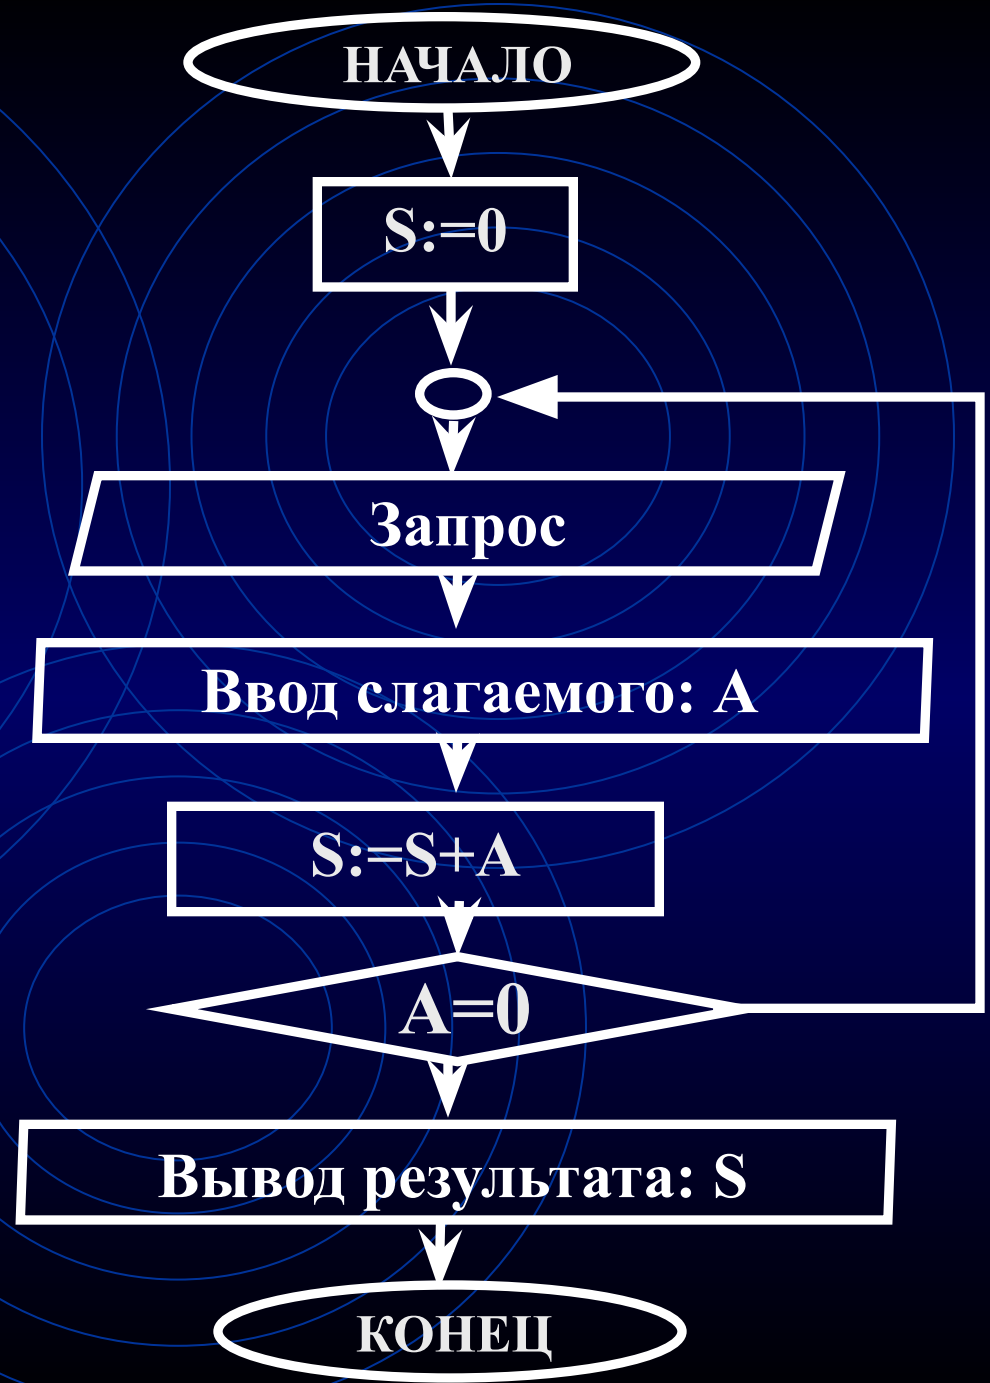 НАЧАЛО
S:=0
Запрос
Ввод слагаемого: А
S:=S+A
A=0
Вывод результата: S
КОНЕЦ